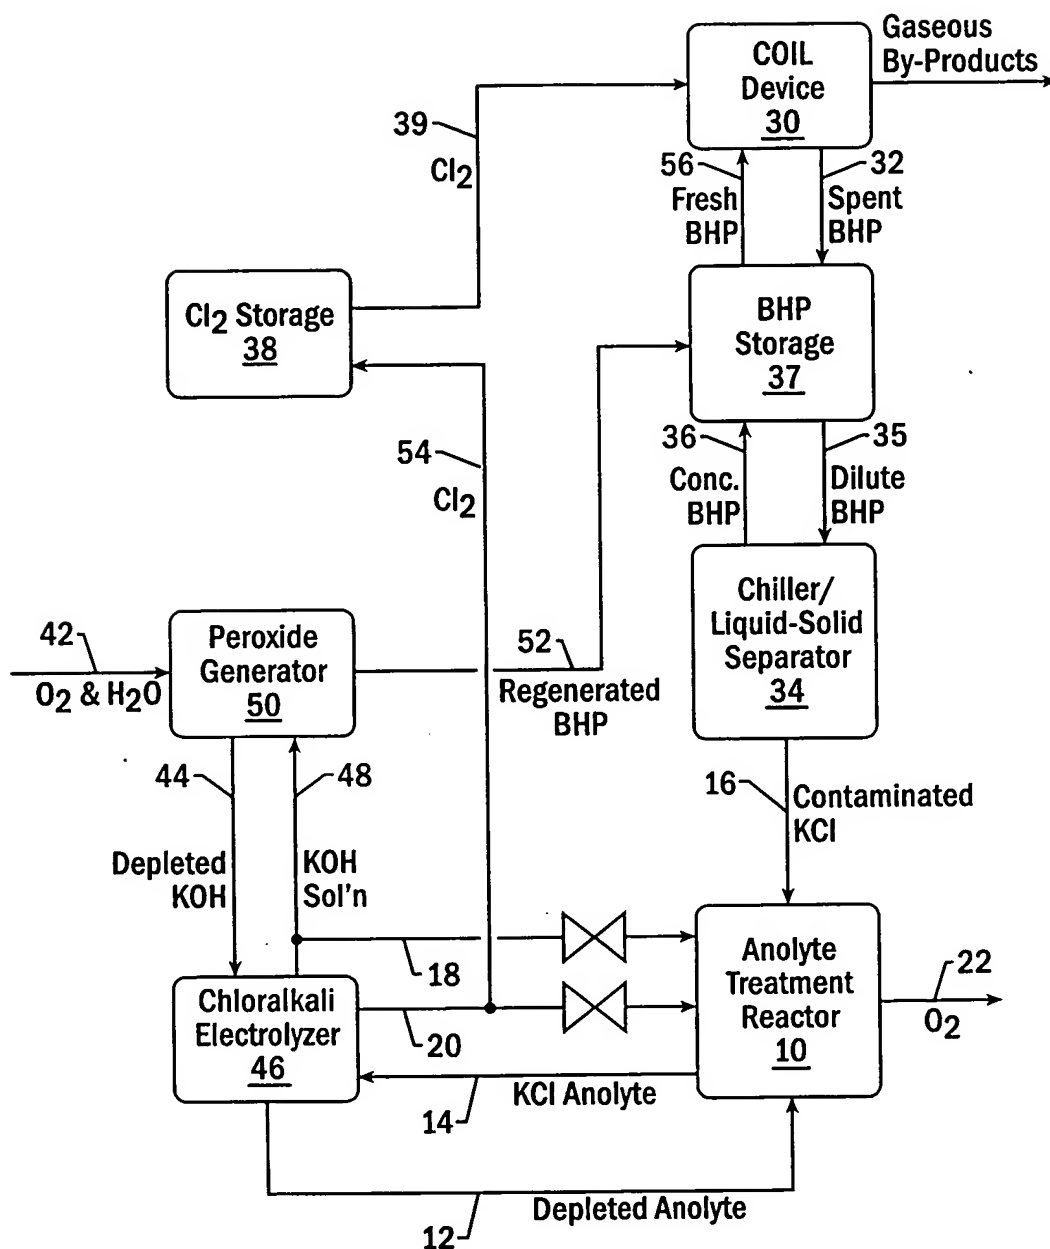 Gaseous
By-Products
COIL
Device
30
39
Cl2
56
Fresh
BHP
32
Spent
BHP
Cl2 Storage
38
BHP
Storage
37
54
Cl2
36
Conc.
BHP
35
Dilute
BHP
42
O2 & H2O
Peroxide
Generator
50
52
Regenerated
BHP
Chiller/
Liquid-Solid
Separator
34
44
Depleted
KOH
48
KOH
Sol'n
16
Contaminated
KCl
18
Chloralkali
Electrolyzer
46
20
Anolyte
Treatment
Reactor
10
22
O2
14
KCl Anolyte
12
Depleted Anolyte